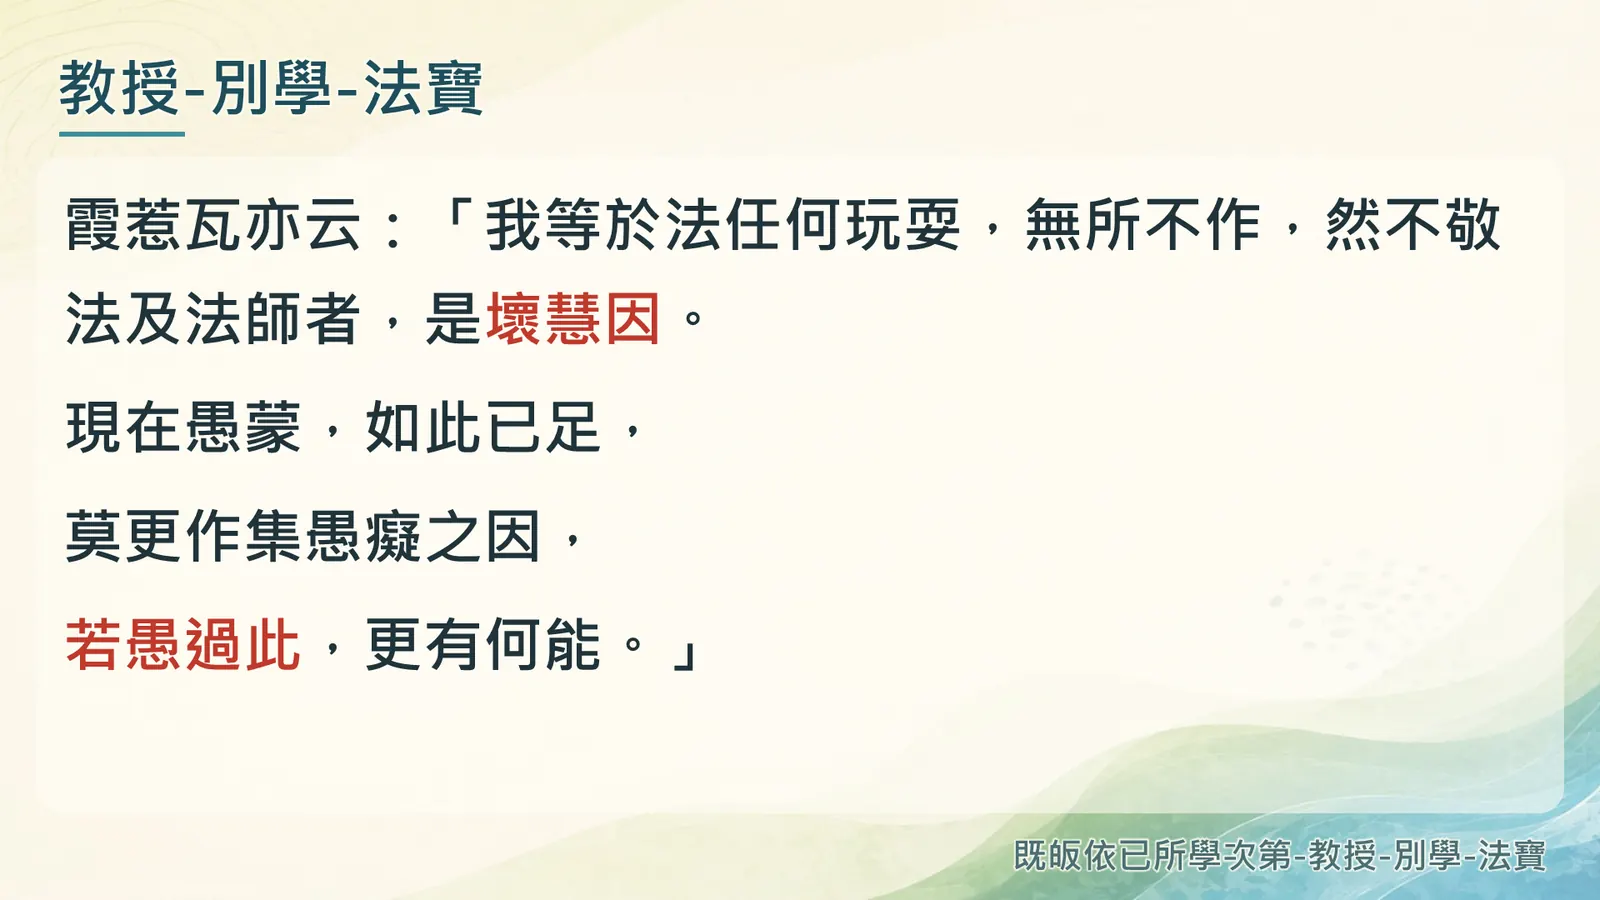 教授-別學-法寶
霞惹瓦亦云：「我等於法任何玩耍，無所不作，然不敬
法及法師者，是壞慧因。
現在愚蒙，如此已足，
莫更作集愚癡之因，
若愚過此，更有何能。」
既皈依已所學次第-教授-別學-法寶